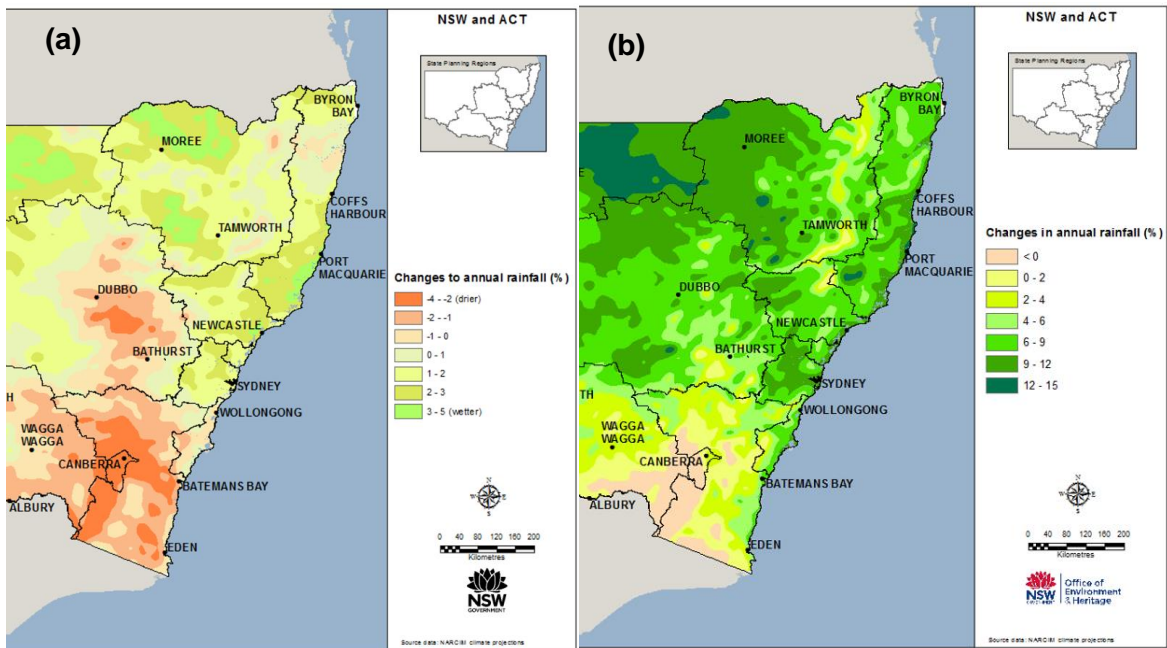 (a)
NSW and ACT
State Planning Regions
BYRON
BAY
MOREE
COFFS
HARBOUR
TAMWORTH
PORT
MACQUARIE
DUBBO
NEWCASTLE
BATHURST
SYDNEY
WOLLONGONG
TH
WAGGA
WAGGA
CANBERRA
BATEMANS BAY
ALBURY
EDEN
Changes to annual rainfall (%)
-4 - -2 (drier)
-2 - -1
-1 - 0
0 - 1
1 - 2
2 - 3
3 - 5 (wetter)
N
W E
S
0 40 80 120 160 200
Kilometres
NSW
GOVERNMENT
Source data: NARCliM climate projections
(b)
NSW and ACT
State Planning Regions
BYRON
BAY
MOREE
E
COFFS
HARBOUR
TAMWORTH
PORT
MACQUARIE
DUBBO
NEWCASTLE
BATHURST
SYDNEY
WOLLONGONG
TH
WAGGA
WAGGA
CANBERRA
BATEMANS BAY
ALBURY
EDEN
Changes in annual rainfall (%)
< 0
0 - 2
2 - 4
4 - 6
6 - 9
9 - 12
12 - 15
N
W E
S
0 40 80 120 160 200
Kilometres
NSW
GOVERNMENT
Office of
Environment
& Heritage
Source data: NARCliM climate projections